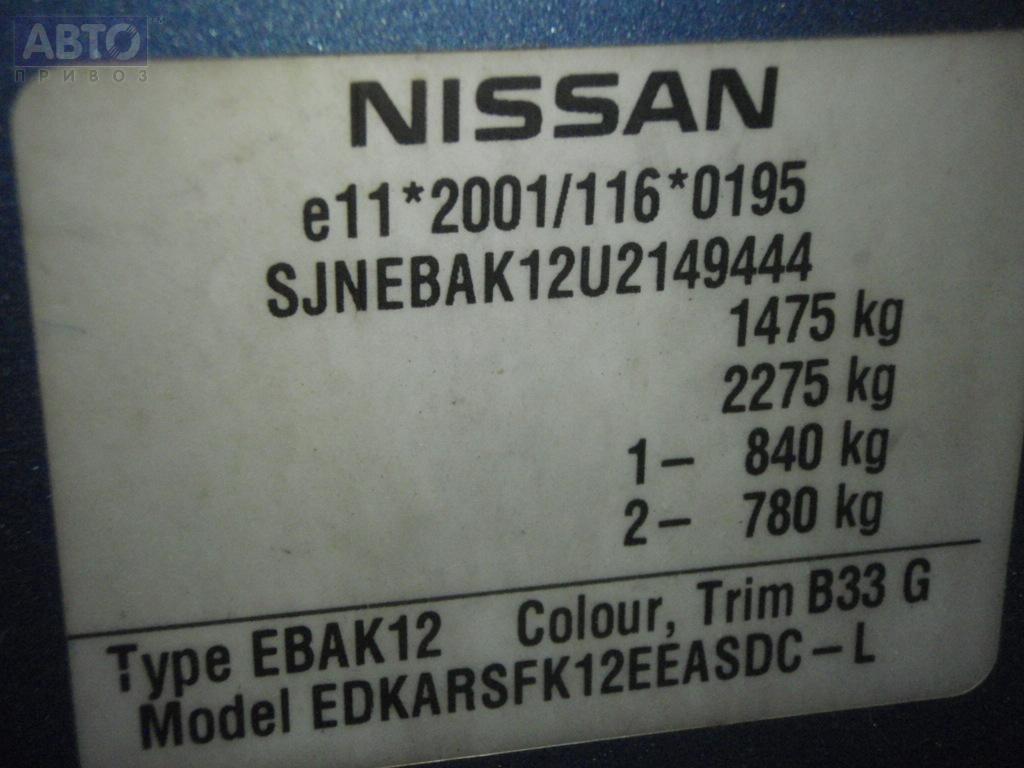 АВТО
ПРИВОЗ
NISSAN
e11*2001/116*0195
SJNEBAK12U2149444
1475 kg
2275 kg
1- 840 kg
2- 780 kg
Type EBAK12 Colour, Trim B33 G
Model EDKARSFK12EEASDC-L